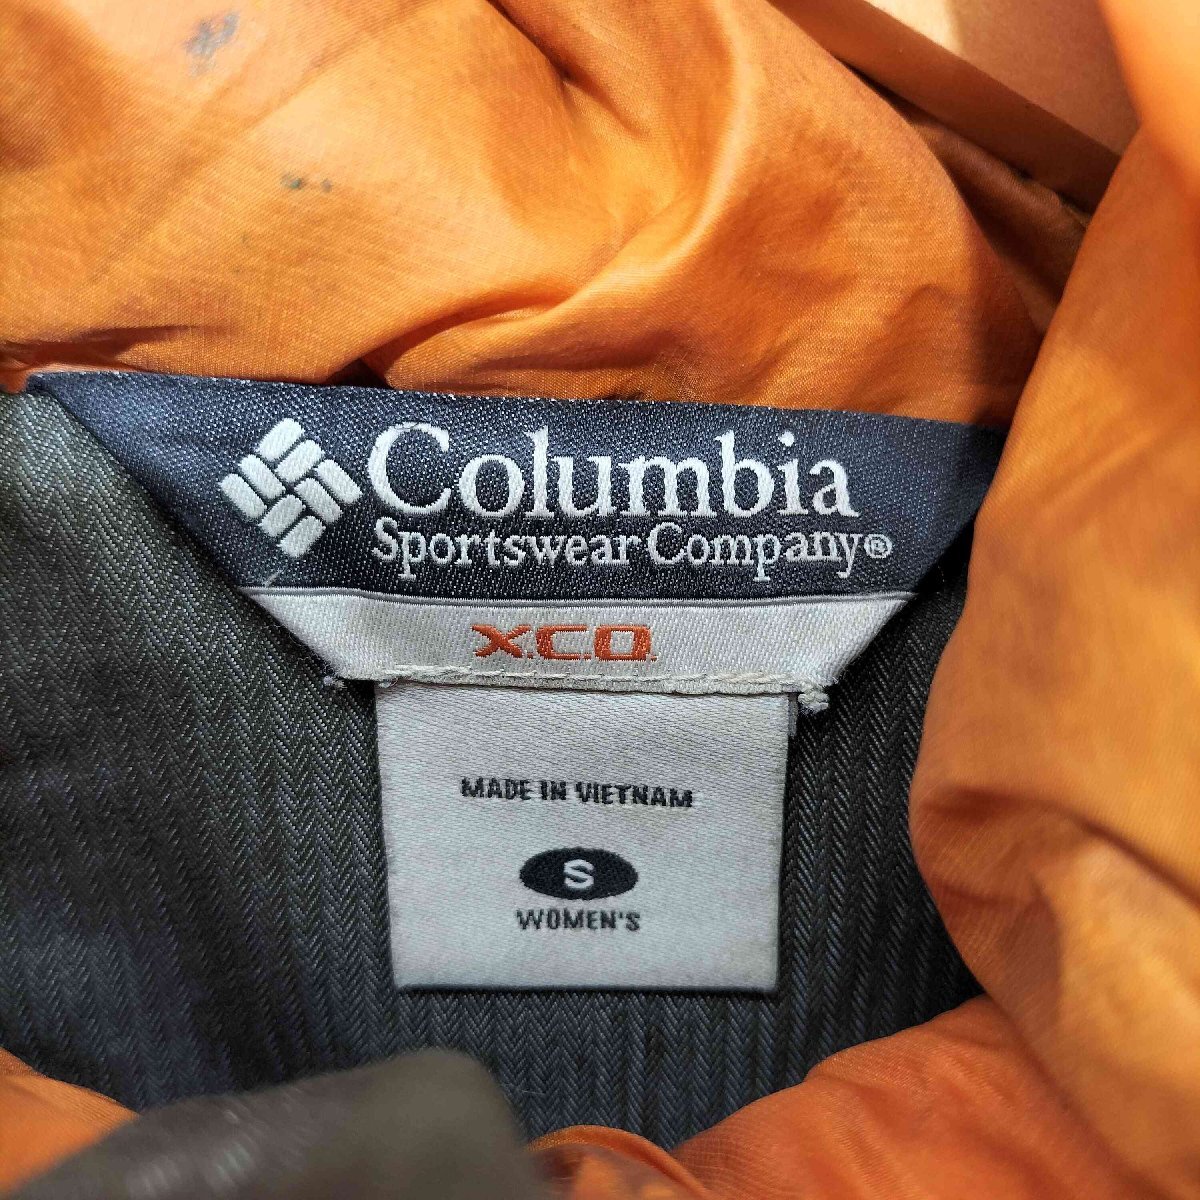 Columbia
Sportswear Company®
X.C.O.
MADE IN VIETNAM
S
WOMEN'S